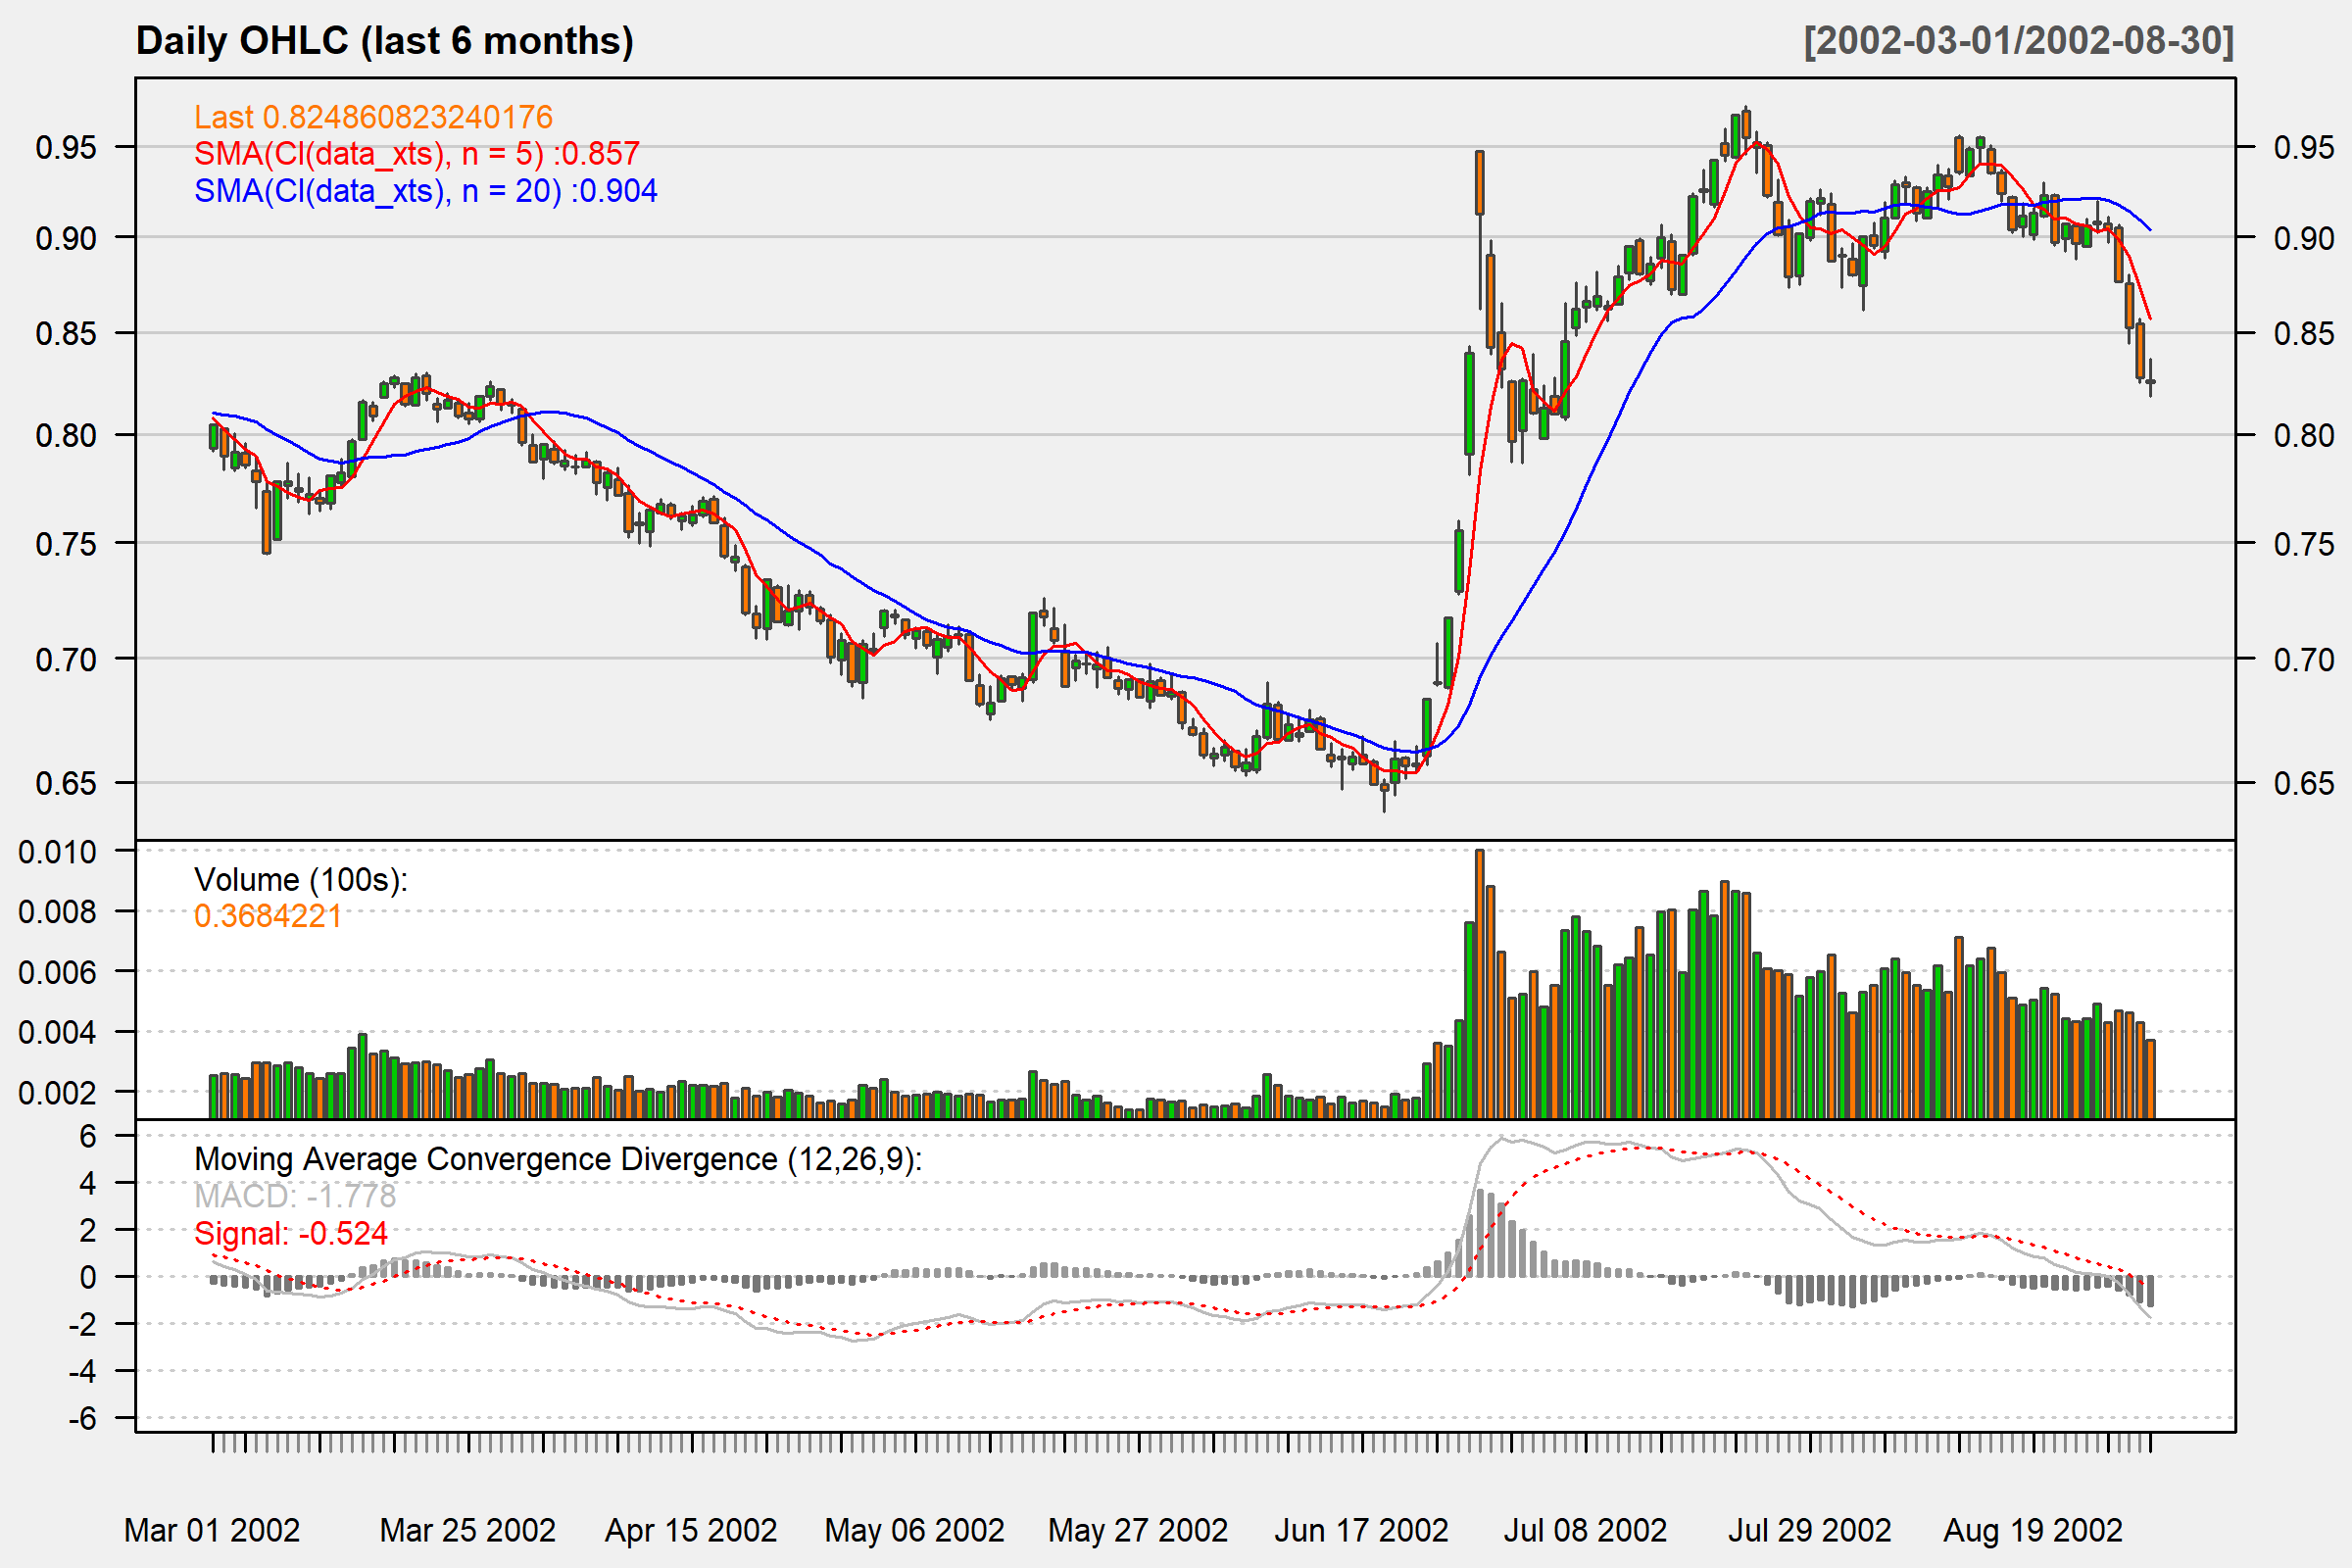 Daily OHLC (last 6 months) [2002-03-01/2002-08-30]
Last 0.824860823240176
SMA(Cl(data_xts), n = 5) :0.857
SMA(Cl(data_xts), n = 20) :0.904
0.95 0.95
0.90 0.90
0.85 0.85
0.80 0.80
0.75 0.75
0.70 0.70
0.65 0.65
0.010
Volume (100s):
0.3684221
0.008
0.006
0.004
0.002
6
Moving Average Convergence Divergence (12,26,9):
MACD: -1.778
Signal: -0.524
4
2
0
-2
-4
-6
Mar 01 2002 Mar 25 2002 Apr 15 2002 May 06 2002 May 27 2002 Jun 17 2002 Jul 08 2002 Jul 29 2002 Aug 19 2002